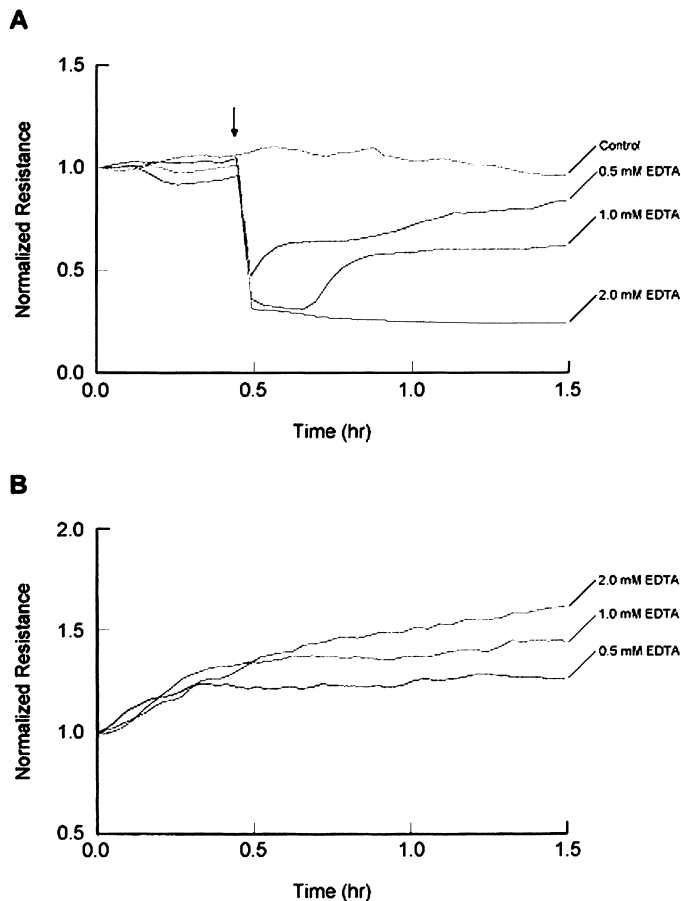 A
1.5
1.0
0.5
0.0
Normalized Resistance
Control
0.5 mM EDTA
1.0 mM EDTA
2.0 mM EDTA
0.0 0.5 1.0 1.5
Time (hr)
B
2.0
1.5
1.0
0.5
Normalized Resistance
2.0 mM EDTA
1.0 mM EDTA
0.5 mM EDTA
0.0 0.5 1.0 1.5
Time (hr)